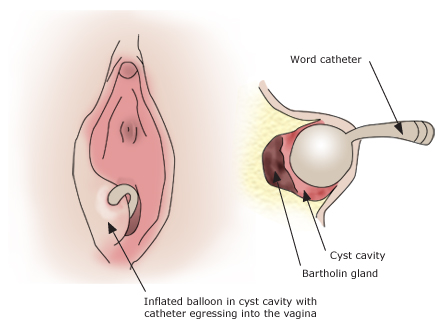 Word catheter
Cyst cavity
Bartholin gland
Inflated balloon in cyst cavity with
catheter egressing into the vagina